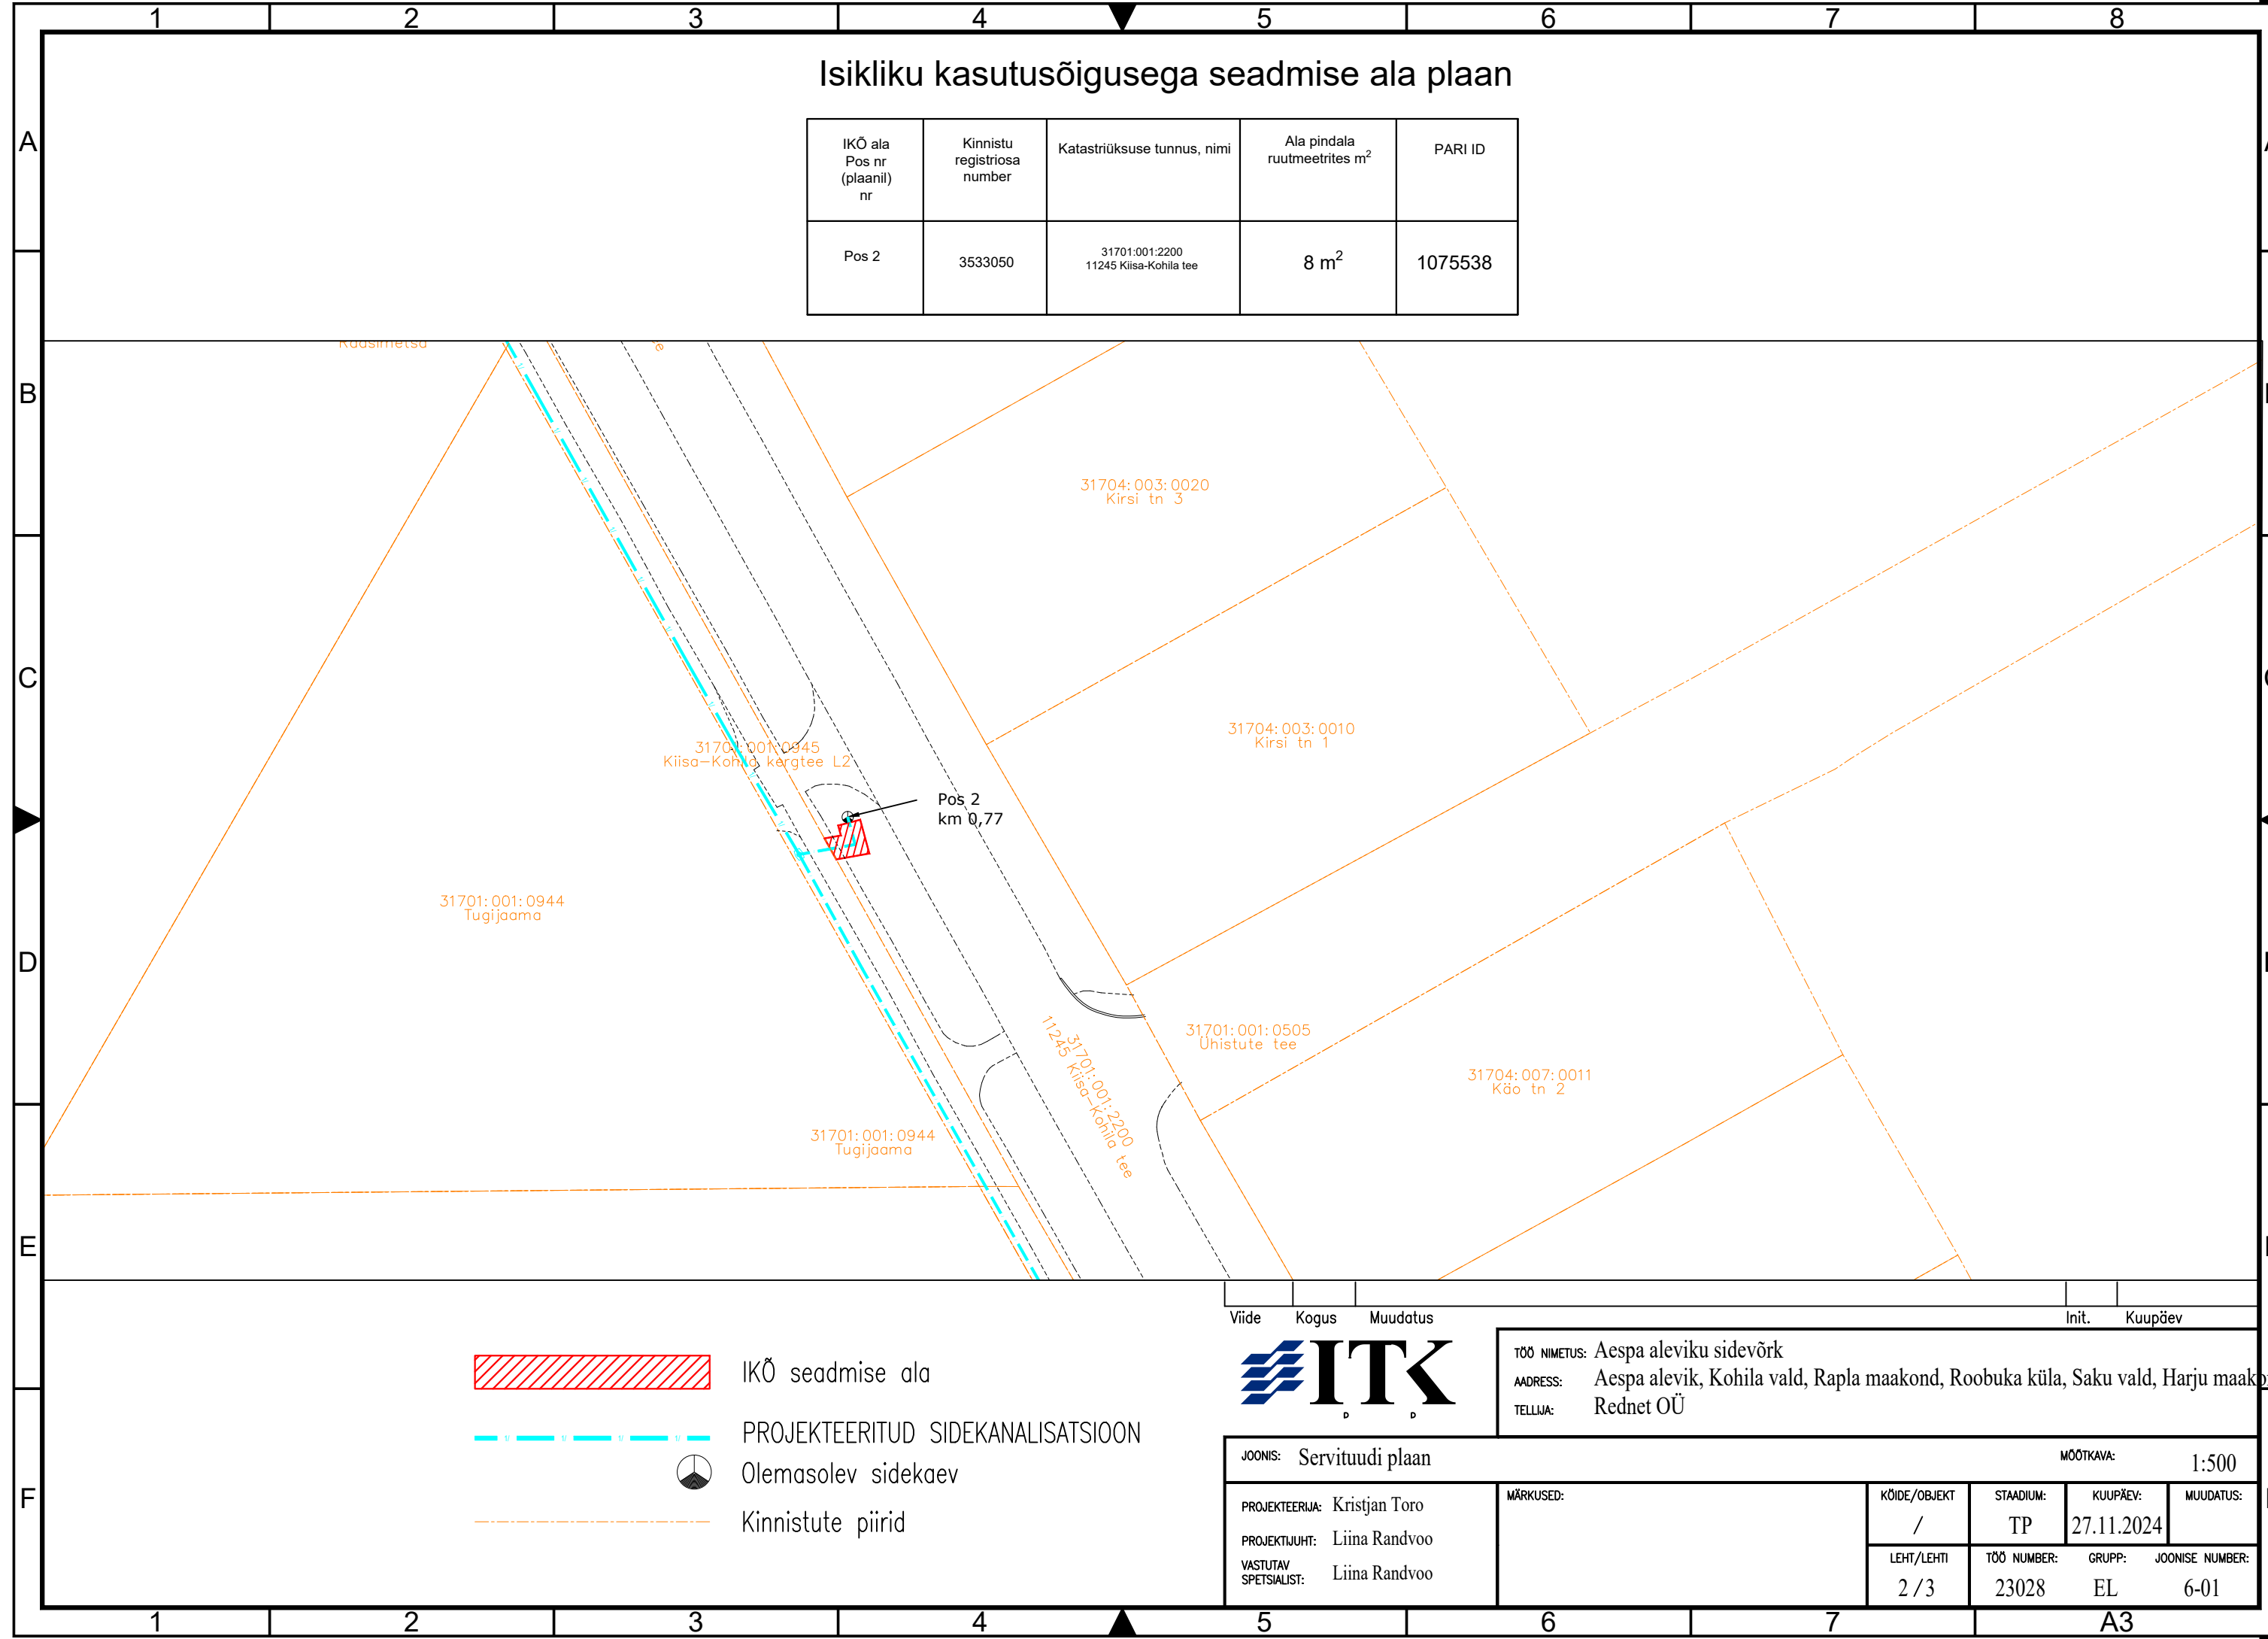 1 2 3 4 5 6 7 8
Isikliku kasutusõigusega seadmise ala plaan
A
IKÕ ala
Pos nr
(plaanil)
nr
Kinnistu
registriosa
number
Katastriüksuse tunnus, nimi
Ala pindala
ruutmeetrites m²
PARI ID
Pos 2
3533050
31701:001:2200
11245 Kiisa-Kohila tee
8 m²
1075538
B
31704:003:0020
Kirsi tn 3
C
31704:003:0010
Kirsi tn 1
31701:001:0945
Kiisa-Kohila kergtee L2
Pos 2
km 0,77
31701:001:0944
Tugijaama
D
31701:001:2200
11245 Kiisa-Kohila tee
31701:001:0505
Ühistute tee
31704:007:0011
Käo tn 2
31701:001:0944
Tugijaama
E
Viide Kogus Muudatus Init. Kuupäev
IKÕ seadmise ala
PROJEKTEERITUD SIDEKANALISATSIOON
Olemasolev sidekaev
Kinnistute piirid
ITK
P P
TÖÖ NIMETUS: Aespa aleviku sidevõrk
AADRESS: Aespa alevik, Kohila vald, Rapla maakond, Roobuka küla, Saku vald, Harju maako
TELLIJA: Rednet OÜ
JOONIS: Servituudi plaan
MÕÕTKAVA: 1:500
F
PROJEKTEERIJA: Kristjan Toro
PROJEKTIJUHT: Liina Randvoo
VASTUTAV
SPETSIALIST: Liina Randvoo
MÄRKUSED:
KÖIDE/OBJEKT
/
STAADIUM:
TP
KUUPÄEV:
27.11.2024
MUUDATUS:
LEHT/LEHTI
2 / 3
TÖÖ NUMBER:
23028
GRUPP:
EL
JOONISE NUMBER:
6-01
1 2 3 4 5 6 7 A3